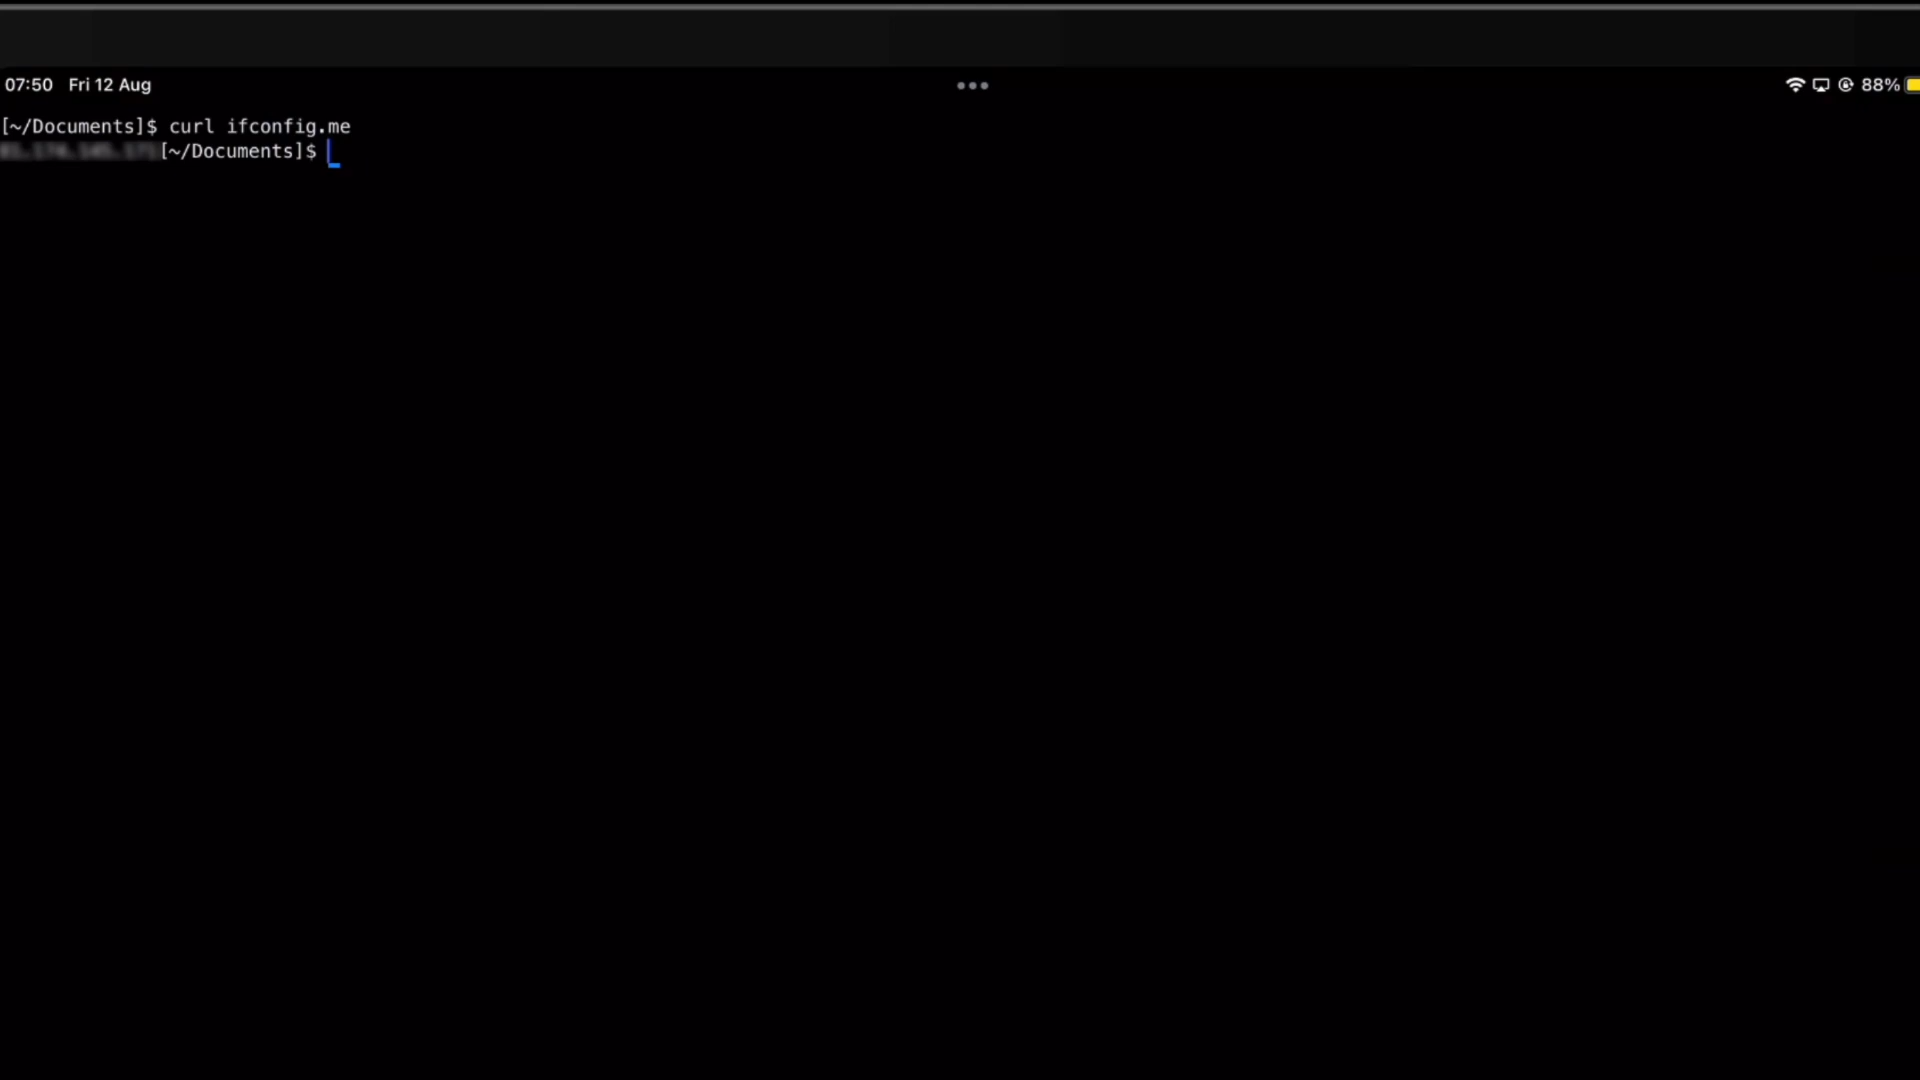 07:50 Fri 12 Aug 88%
[~/Documents]$ curl ifconfig.me
[~/Documents]$